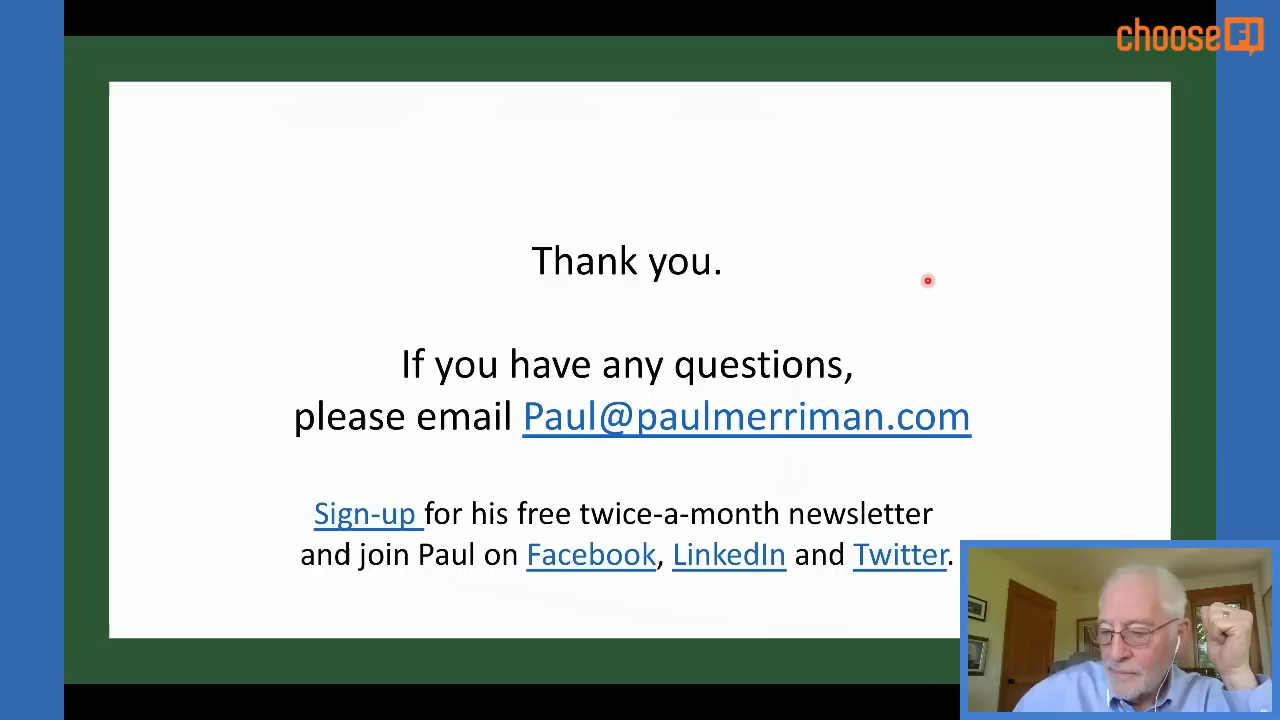 chooseFI
Thank you.
If you have any questions,
please email Paul@paulmerriman.com
Sign-up for his free twice-a-month newsletter
and join Paul on Facebook, LinkedIn and Twitter.